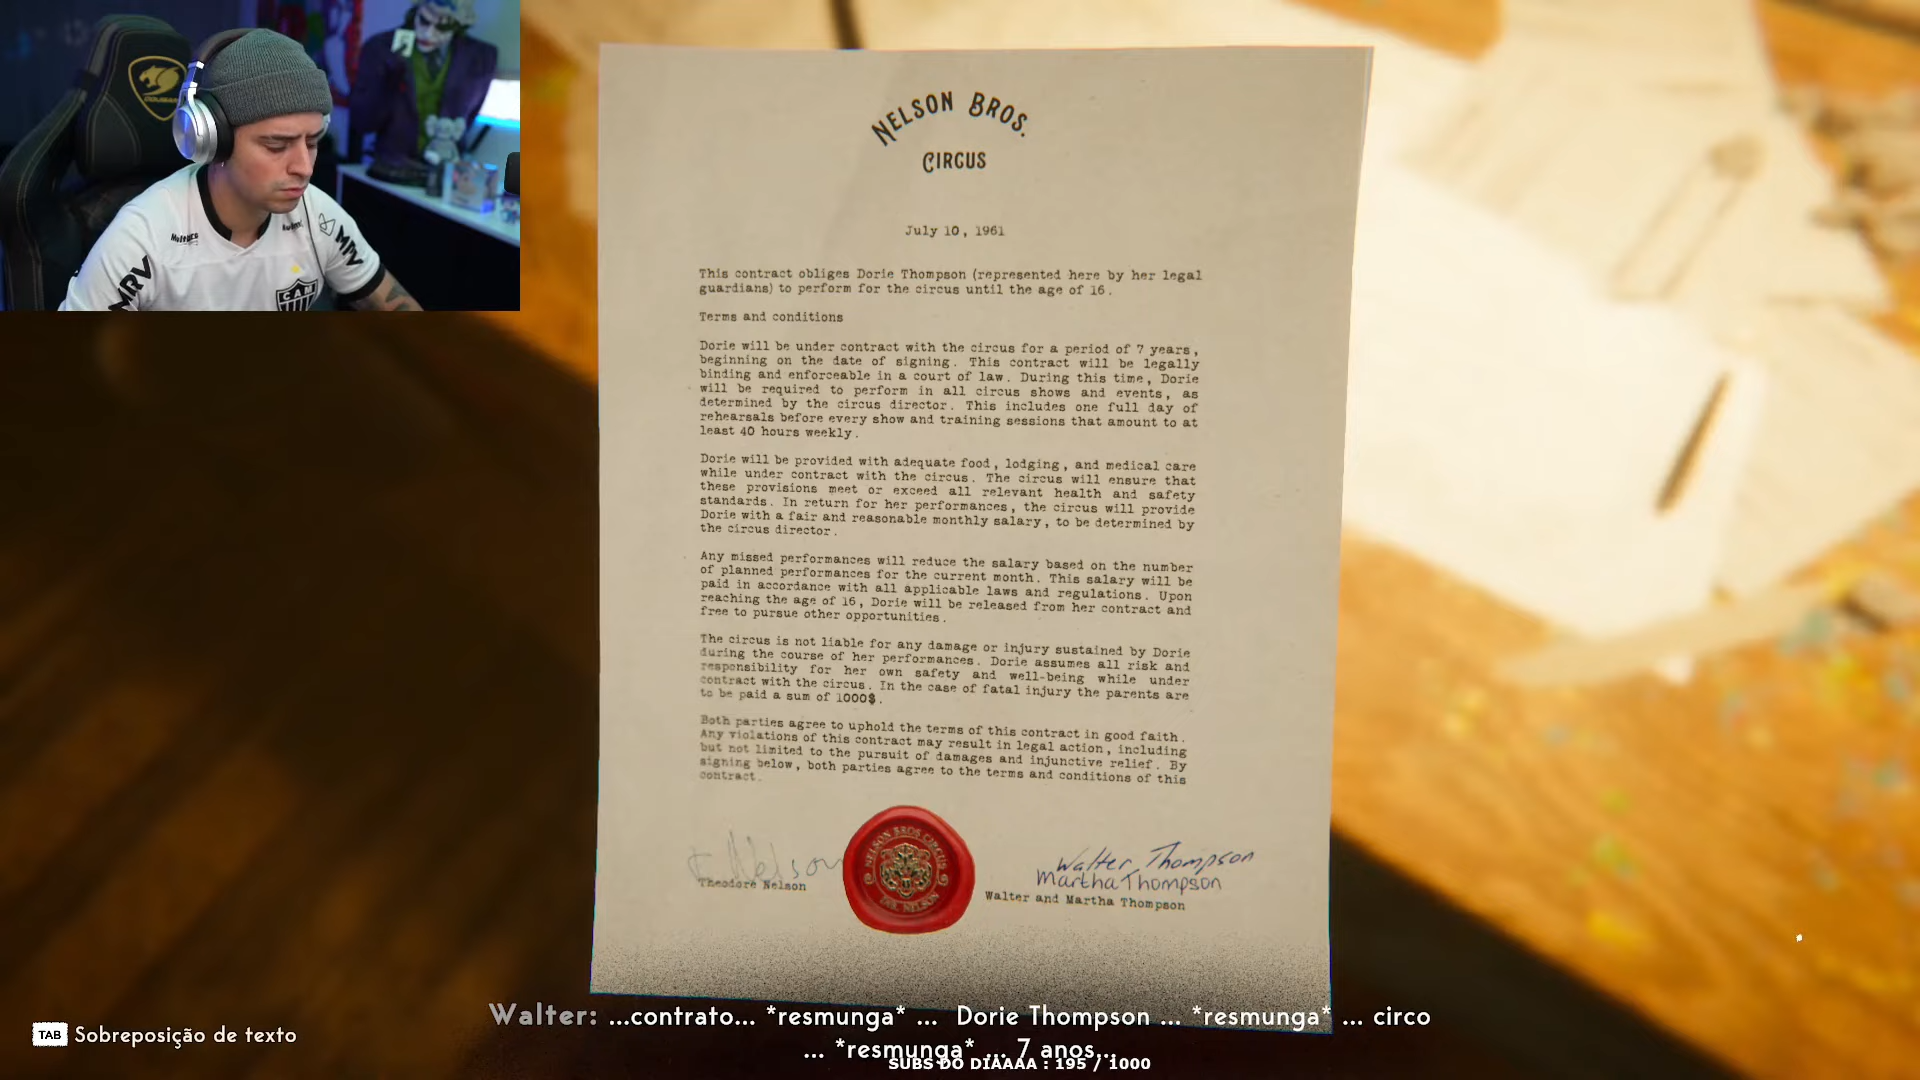 NELSON BROS.
CIRCUS
July 10, 1961
This contract obliges Dorie Thompson (represented here by her legal
guardians) to perform for the circus until the age of 16.
Terms and conditions
Dorie will be under contract with the circus for a period of 7 years,
beginning on the date of signing. This contract will be legally
binding and enforceable in a court of law. During this time, Dorie
will be required to perform in all circus shows and events, as
determined by the circus director. This includes one full day of
rehearsals before every show and training sessions that amount to at
least 40 hours weekly.
Dorie will be provided with adequate food, lodging, and medical care
while under contract with the circus. The circus will ensure that
these provisions meet or exceed all relevant health and safety
standards. In return for her performances, the circus will provide
Dorie with a fair and reasonable monthly salary, to be determined by
the circus director.
Any missed performances will reduce the salary based on the number
of planned performances for the current month. This salary will be
paid in accordance with all applicable laws and regulations. Upon
reaching the age of 16, Dorie will be released from her contract and
free to pursue other opportunities.
The circus is not liable for any damage or injury sustained by Dorie
during the course of her performances. Dorie assumes all risk and
responsibility for her own safety and well-being while under
contract with the circus. In the case of fatal injury the parents are
to be paid a sum of 1000$.
Both parties agree to uphold the terms of this contract in good faith.
Any violations of this contract may result in legal action, including
but not limited to the pursuit of damages and injunctive relief. By
signing below, both parties agree to the terms and conditions of this
contract.
Nelson
Theodore Nelson
NELSON BROS CIRCUS
NELSON
Walter Thompson
Martha Thompson
Walter and Martha Thompson
MRV
MRV
CAM
TAB Sobreposição de texto
Walter: ...contrato... *resmunga* ... Dorie Thompson ... *resmunga* ... circo
... *resmunga* ... 7 anos...
SUBS DO DIAAAA : 195 / 1000